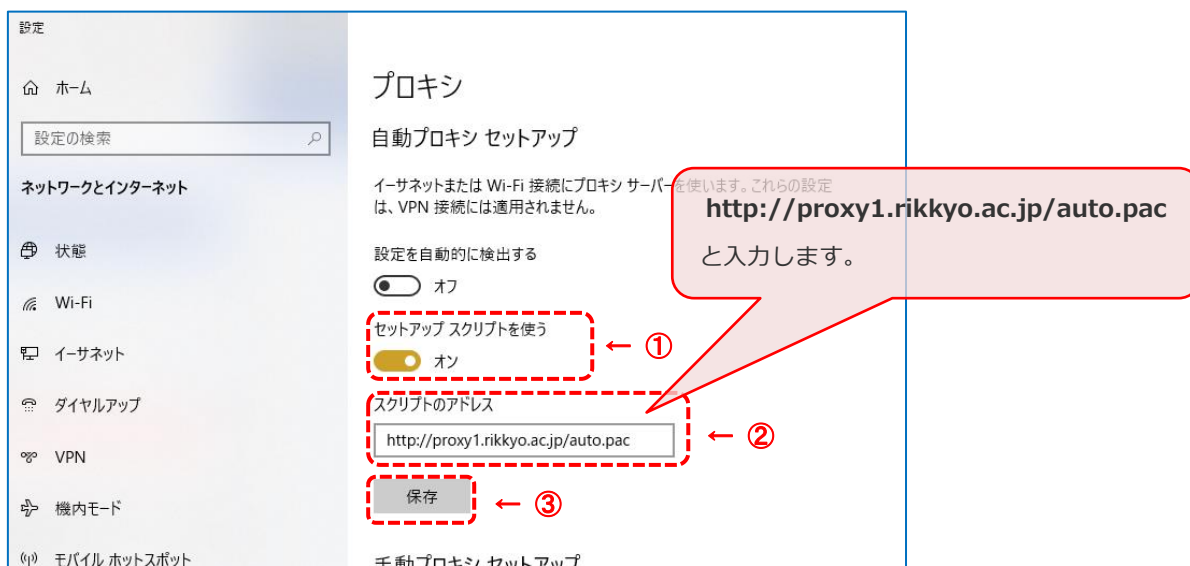 設定
ホーム
設定の検索
ネットワークとインターネット
状態
Wi-Fi
イーサネット
ダイヤルアップ
VPN
機内モード
モバイル ホットスポット
プロキシ
自動プロキシ セットアップ
イーサネットまたは Wi-Fi 接続にプロキシ サーバーを使います。これらの設定
は、VPN 接続には適用されません。
設定を自動的に検出する
オフ
セットアップ スクリプトを使う
オン
← ①
スクリプトのアドレス
http://proxy1.rikkyo.ac.jp/auto.pac
← ②
保存
← ③
手動プロキシ セットアップ
http://proxy1.rikkyo.ac.jp/auto.pac
と入力します。